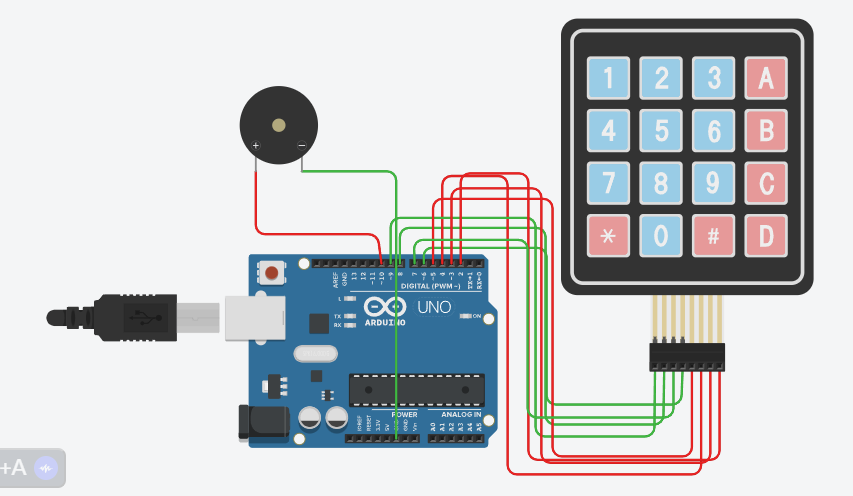 1 2 3 A
4 5 6 B
7 8 9 C
* 0 # D
+ −
AREF
GND
13
12
~11
~10
~9
8
7
~6
~5
4
~3
2
TX→1
RX←0
DIGITAL (PWM~)
L
TX
RX
UNO
ARDUINO
ON
POWER
ANALOG IN
IOREF
RESET
3.3V
5V
GND
Vin
A0
A1
A2
A3
A4
A5
+A